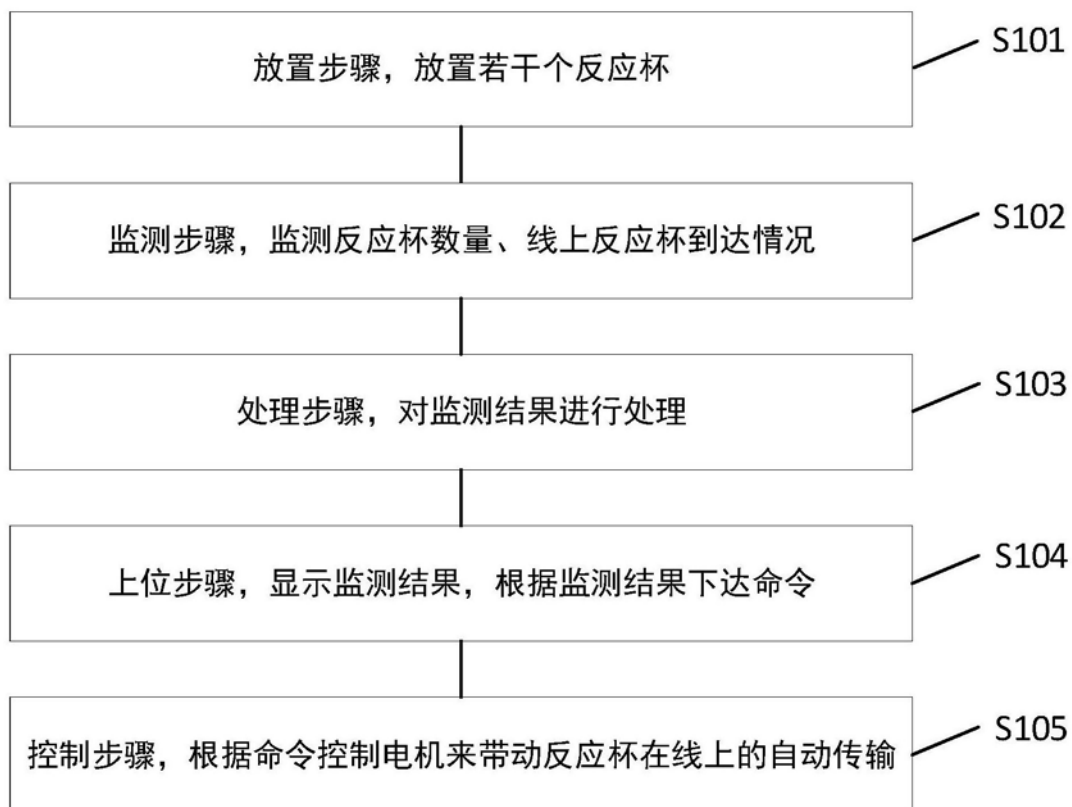 放置步骤，放置若干个反应杯
S101
监测步骤，监测反应杯数量、线上反应杯到达情况
S102
处理步骤，对监测结果进行处理
S103
上位步骤，显示监测结果，根据监测结果下达命令
S104
控制步骤，根据命令控制电机来带动反应杯在线上的自动传输
S105